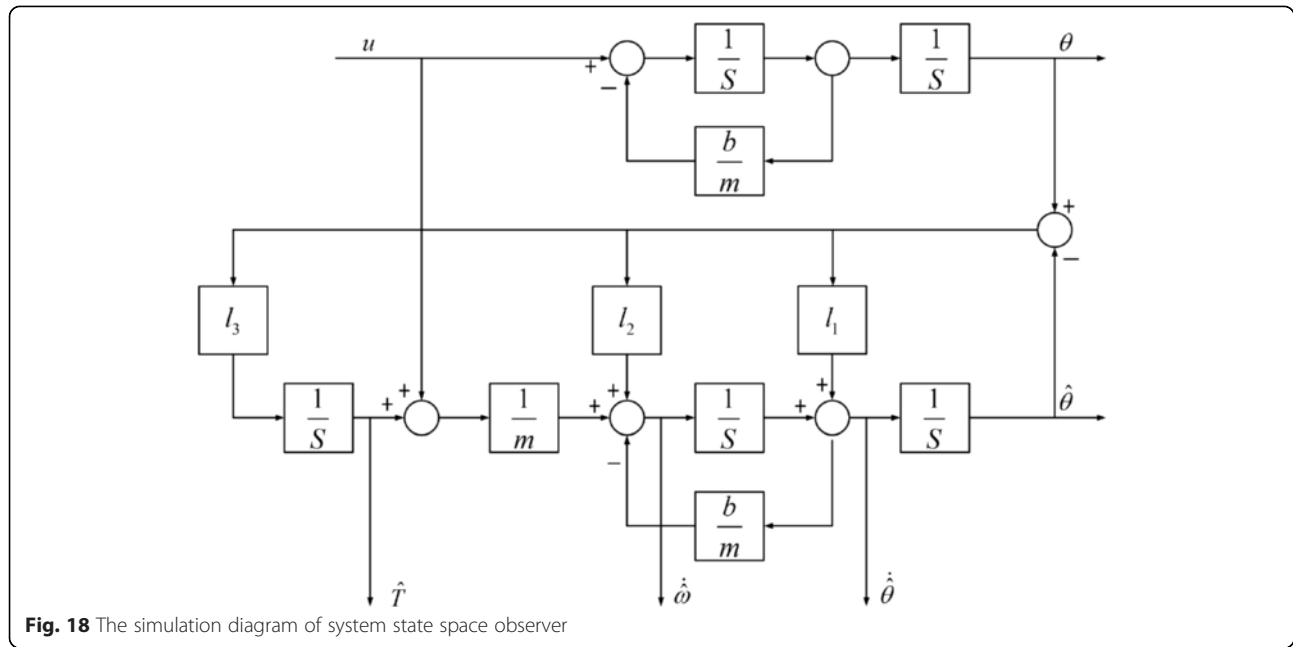 u
1/S
1/S
θ
+
−
b/m
+
−
l₃
l₂
l₁
+
+
+
1/S
+
1/m
+
1/S
+
1/S
θ̂
−
b/m
T̂
ω̂̇
θ̂̇
Fig. 18 The simulation diagram of system state space observer